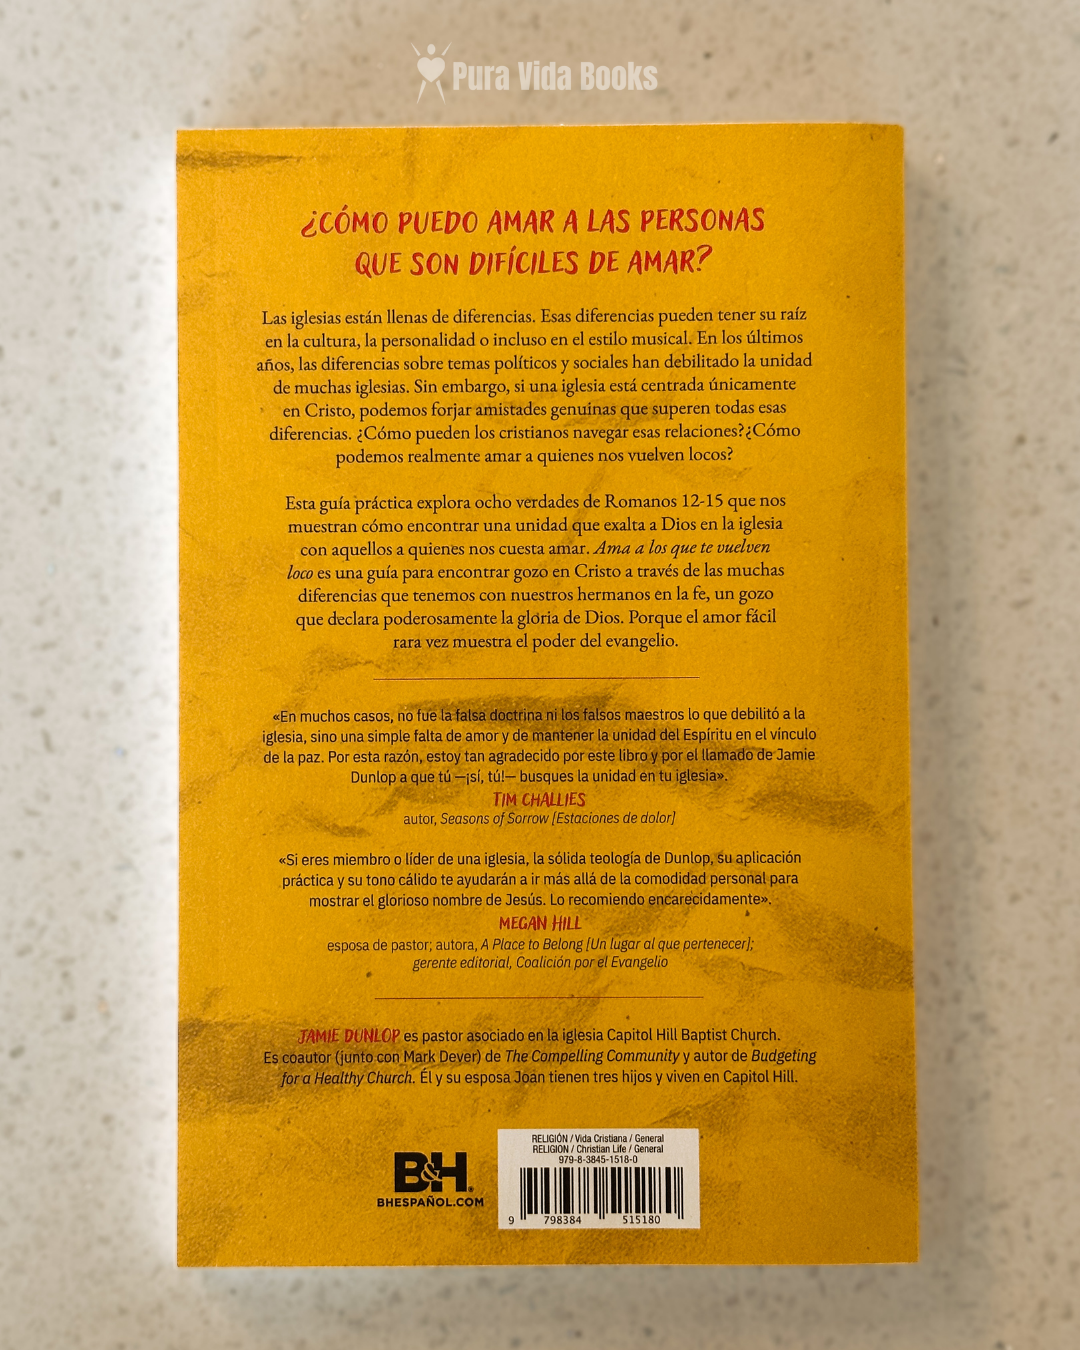 Pura Vida Books
¿CÓMO PUEDO AMAR A LAS PERSONAS
QUE SON DIFÍCILES DE AMAR?
Las iglesias están llenas de diferencias. Esas diferencias pueden tener su raíz
en la cultura, la personalidad o incluso en el estilo musical. En los últimos
años, las diferencias sobre temas políticos y sociales han debilitado la unidad
de muchas iglesias. Sin embargo, si una iglesia está centrada únicamente
en Cristo, podemos forjar amistades genuinas que superen todas esas
diferencias. ¿Cómo pueden los cristianos navegar esas relaciones?¿Cómo
podemos realmente amar a quienes nos vuelven locos?
Esta guía práctica explora ocho verdades de Romanos 12-15 que nos
muestran cómo encontrar una unidad que exalta a Dios en la iglesia
con aquellos a quienes nos cuesta amar. Ama a los que te vuelven
loco es una guía para encontrar gozo en Cristo a través de las muchas
diferencias que tenemos con nuestros hermanos en la fe, un gozo
que declara poderosamente la gloria de Dios. Porque el amor fácil
rara vez muestra el poder del evangelio.
«En muchos casos, no fue la falsa doctrina ni los falsos maestros lo que debilitó a la
iglesia, sino una simple falta de amor y de mantener la unidad del Espíritu en el vínculo
de la paz. Por esta razón, estoy tan agradecido por este libro y por el llamado de Jamie
Dunlop a que tú —¡sí, tú!— busques la unidad en tu iglesia».
TIM CHALLIES
autor, Seasons of Sorrow [Estaciones de dolor]
«Si eres miembro o líder de una iglesia, la sólida teología de Dunlop, su aplicación
práctica y su tono cálido te ayudarán a ir más allá de la comodidad personal para
mostrar el glorioso nombre de Jesús. Lo recomiendo encarecidamente».
MEGAN HILL
esposa de pastor; autora, A Place to Belong [Un lugar al que pertenecer];
gerente editorial, Coalición por el Evangelio
JAMIE DUNLOP es pastor asociado en la iglesia Capitol Hill Baptist Church.
Es coautor (junto con Mark Dever) de The Compelling Community y autor de Budgeting
for a Healthy Church. Él y su esposa Joan tienen tres hijos y viven en Capitol Hill.
B&H®
BHESPAÑOL.COM
RELIGIÓN / Vida Cristiana / General
RELIGION / Christian Life / General
979-8-3845-1518-0
9 798384 515180